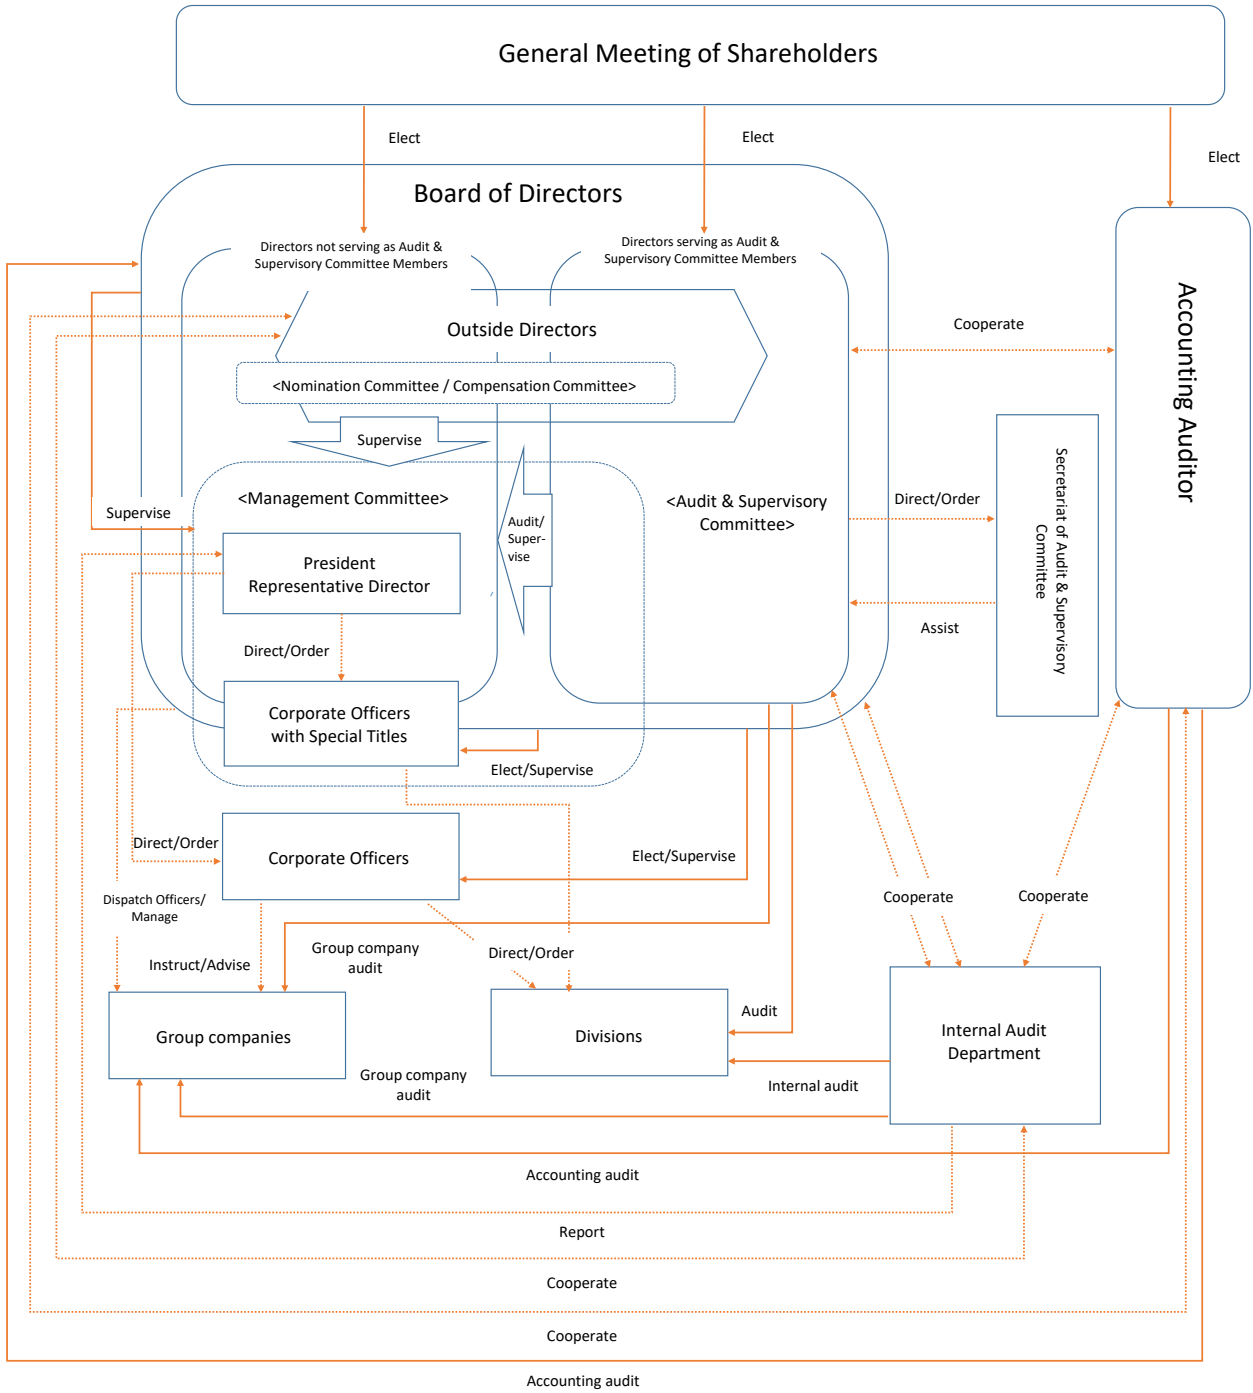 General Meeting of Shareholders
Elect
Elect
Elect
Board of Directors
Directors not serving as Audit &
Supervisory Committee Members
Directors serving as Audit &
Supervisory Committee Members
Outside Directors
<Nomination Committee / Compensation Committee>
Supervise
Cooperate
Accounting Auditor
<Management Committee>
Supervise
Audit/
Super-
vise
<Audit & Supervisory
Committee>
Direct/Order
Secretariat of Audit & Supervisory
Committee
President
Representative Director
Assist
Direct/Order
Corporate Officers
with Special Titles
Elect/Supervise
Direct/Order
Corporate Officers
Elect/Supervise
Dispatch Officers/
Manage
Cooperate
Cooperate
Instruct/Advise
Group company
audit
Direct/Order
Group companies
Divisions
Audit
Internal Audit
Department
Group company
audit
Internal audit
Accounting audit
Report
Cooperate
Cooperate
Accounting audit